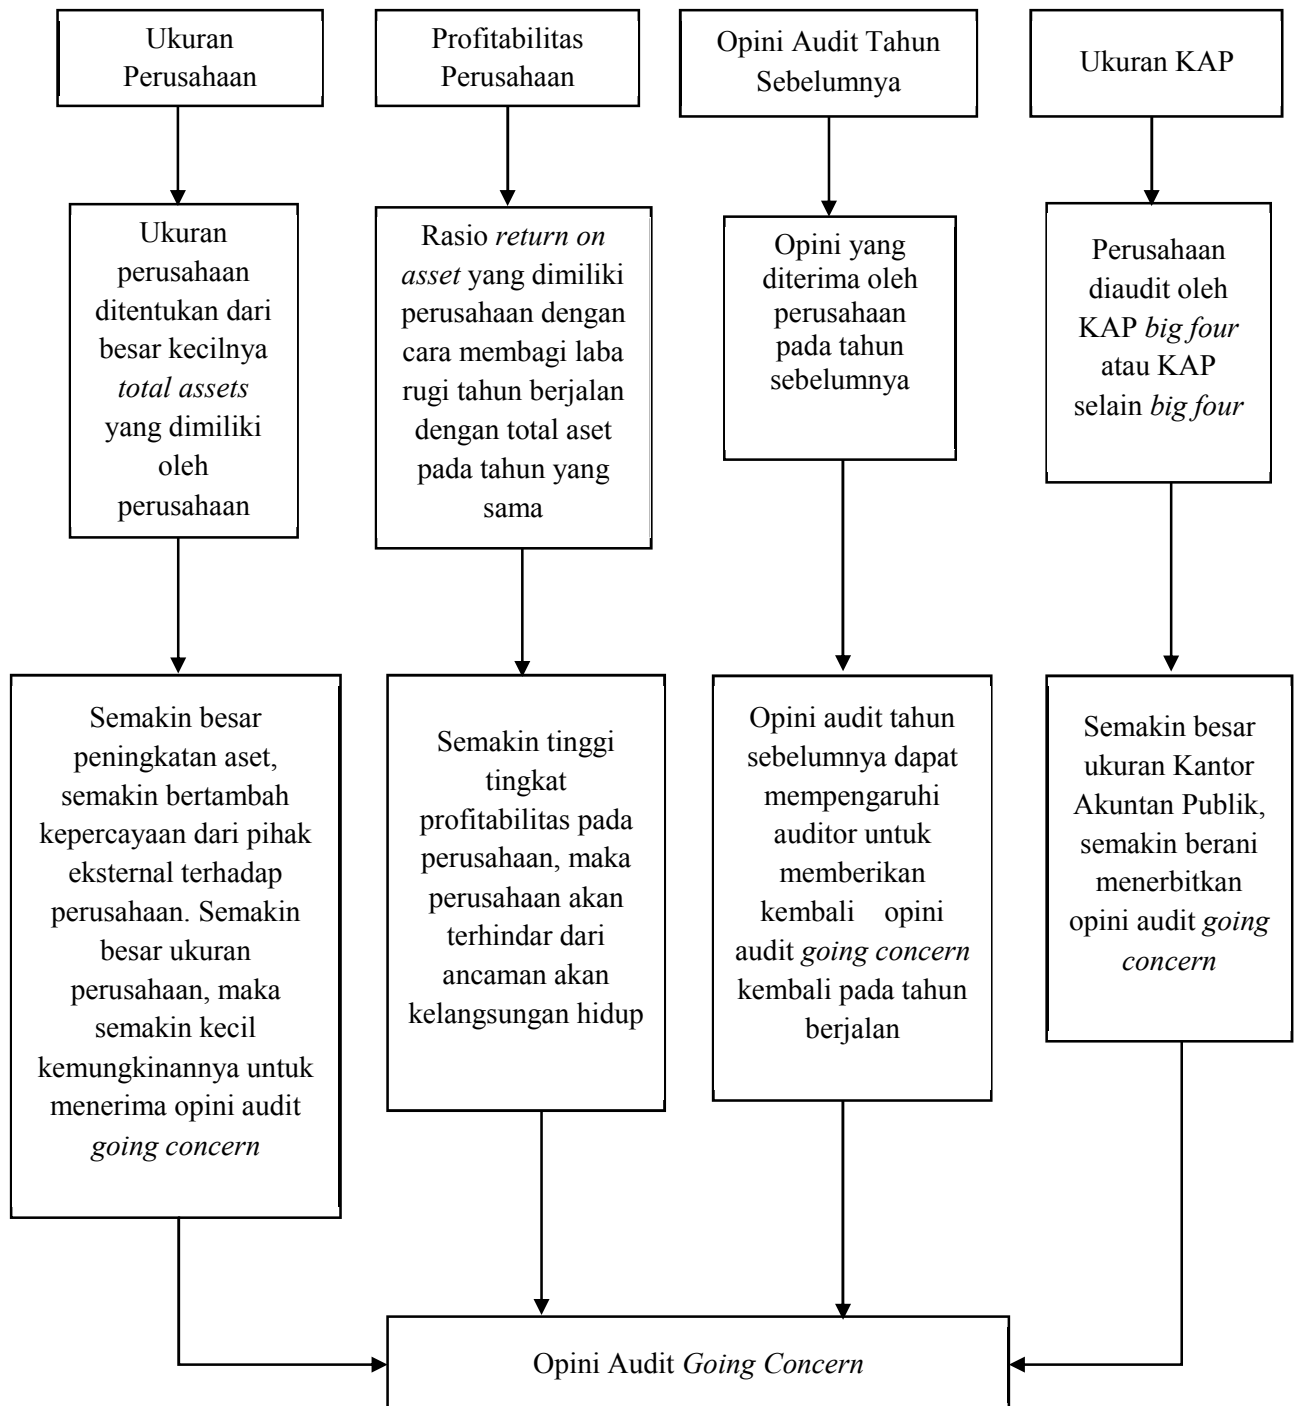 Ukuran
Perusahaan
Profitabilitas
Perusahaan
Opini Audit Tahun
Sebelumnya
Ukuran KAP
Ukuran
perusahaan
ditentukan dari
besar kecilnya
total assets
yang dimiliki
oleh
perusahaan
Rasio return on
asset yang dimiliki
perusahaan dengan
cara membagi laba
rugi tahun berjalan
dengan total aset
pada tahun yang
sama
Opini yang
diterima oleh
perusahaan
pada tahun
sebelumnya
Perusahaan
diaudit oleh
KAP big four
atau KAP
selain big four
Semakin besar
peningkatan aset,
semakin bertambah
kepercayaan dari pihak
eksternal terhadap
perusahaan. Semakin
besar ukuran
perusahaan, maka
semakin kecil
kemungkinannya untuk
menerima opini audit
going concern
Semakin tinggi
tingkat
profitabilitas pada
perusahaan, maka
perusahaan akan
terhindar dari
ancaman akan
kelangsungan hidup
Opini audit tahun
sebelumnya dapat
mempengaruhi
auditor untuk
memberikan
kembali opini
audit going concern
kembali pada tahun
berjalan
Semakin besar
ukuran Kantor
Akuntan Publik,
semakin berani
menerbitkan
opini audit going
concern
Opini Audit Going Concern